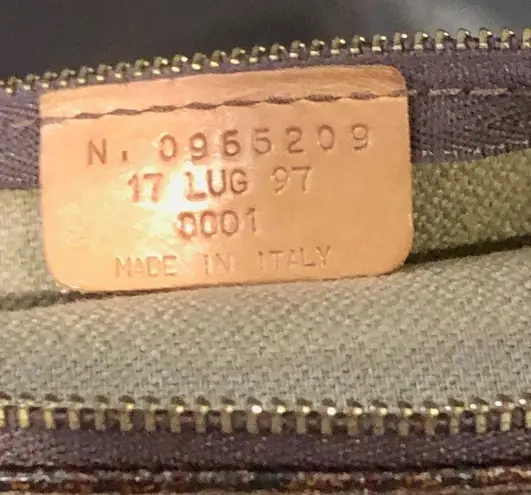 N. 0965209
17 LUG 97
0001
MADE IN ITALY